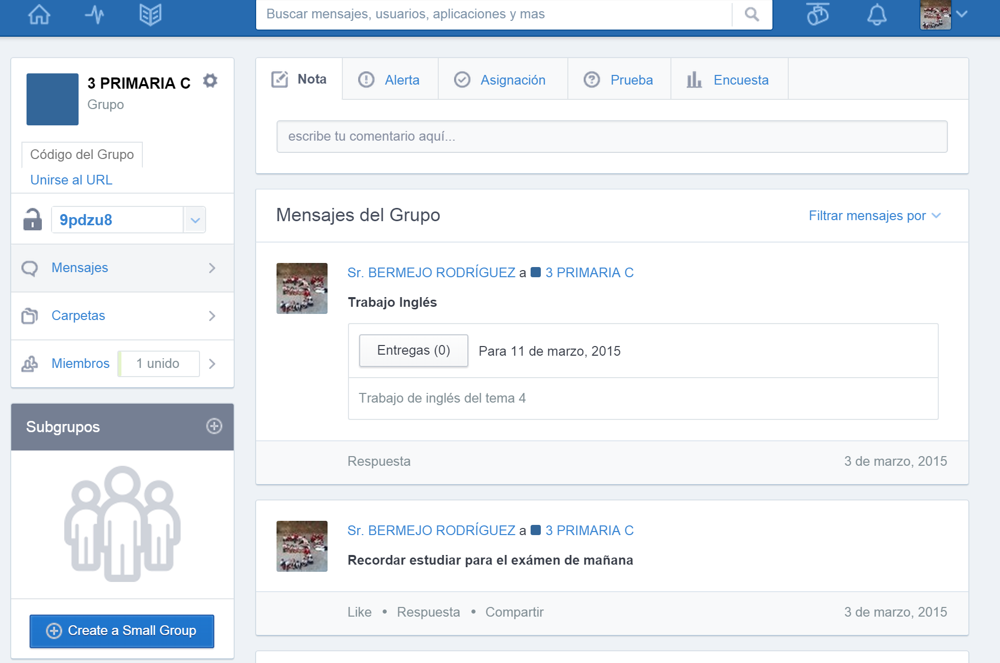 Buscar mensajes, usuarios, aplicaciones y mas
3 PRIMARIA C
Grupo
Código del Grupo
Unirse al URL
9pdzu8
Mensajes
Carpetas
Miembros 1 unido
Subgrupos
Create a Small Group
Nota Alerta Asignación Prueba Encuesta
escribe tu comentario aquí...
Mensajes del Grupo Filtrar mensajes por
Sr. BERMEJO RODRÍGUEZ a 3 PRIMARIA C
Trabajo Inglés
Entregas (0) Para 11 de marzo, 2015
Trabajo de inglés del tema 4
Respuesta 3 de marzo, 2015
Sr. BERMEJO RODRÍGUEZ a 3 PRIMARIA C
Recordar estudiar para el exámen de mañana
Like • Respuesta • Compartir 3 de marzo, 2015